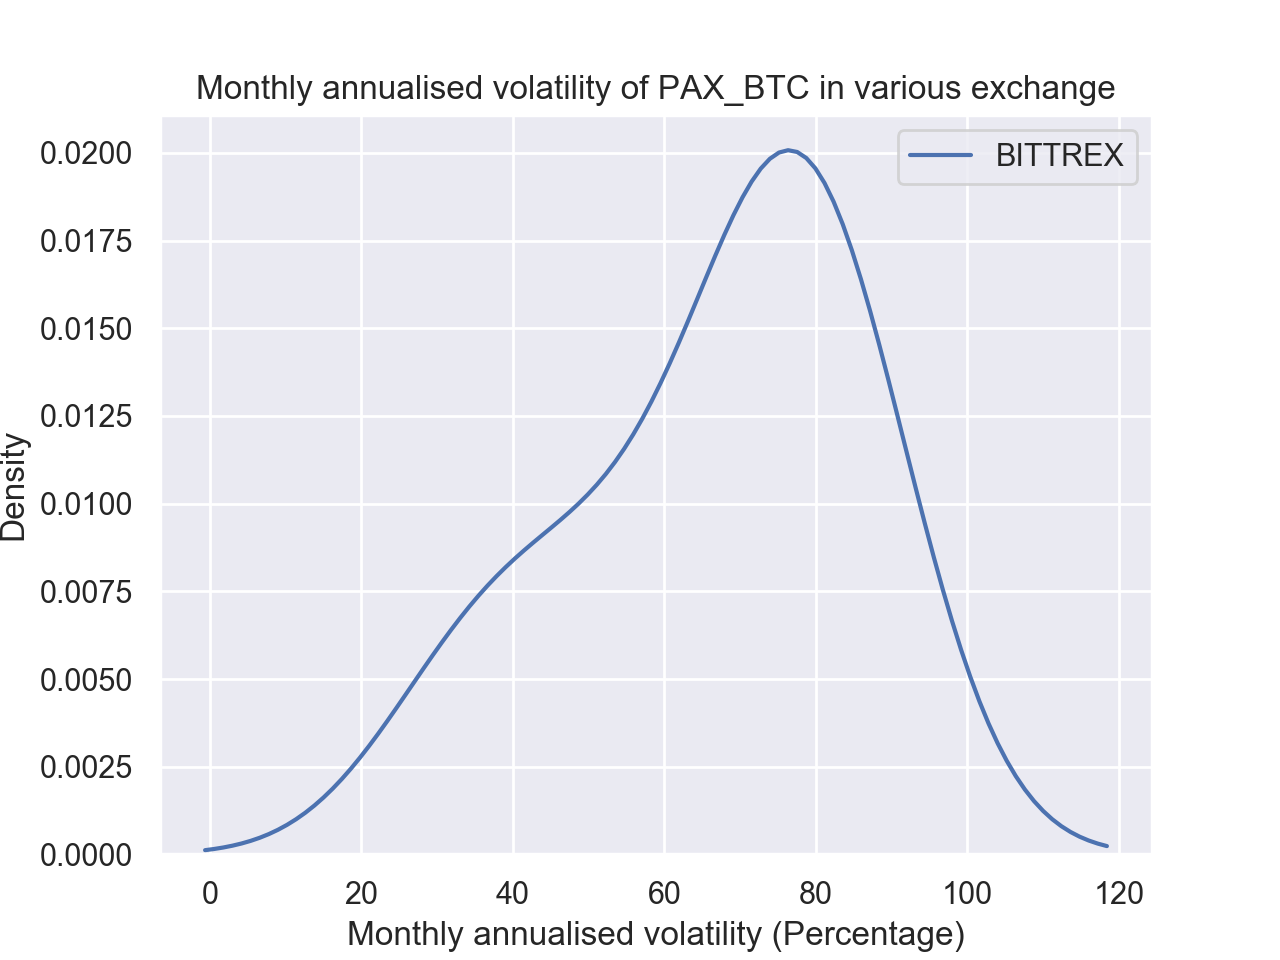 Monthly annualised volatility of PAX_BTC in various exchange
BITTREX
0.0200
0.0175
0.0150
0.0125
0.0100
0.0075
0.0050
0.0025
0.0000
Density
0 20 40 60 80 100 120
Monthly annualised volatility (Percentage)